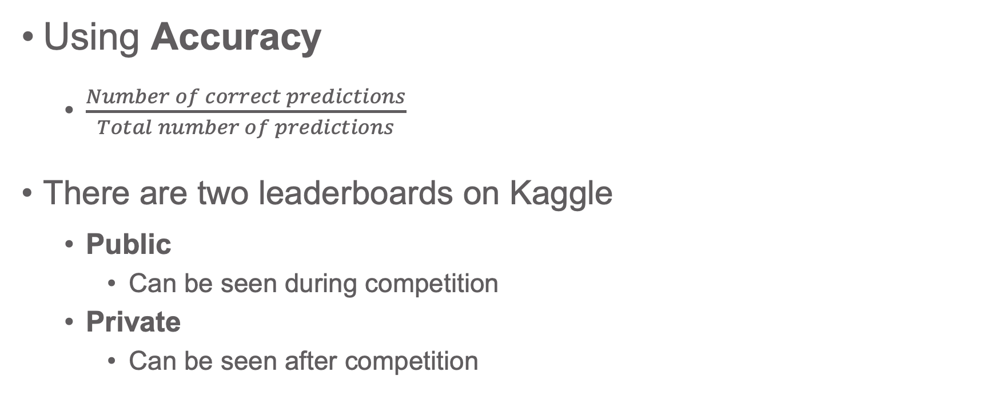 • Using Accuracy
• Number of correct predictions
Total number of predictions
• There are two leaderboards on Kaggle
• Public
• Can be seen during competition
• Private
• Can be seen after competition